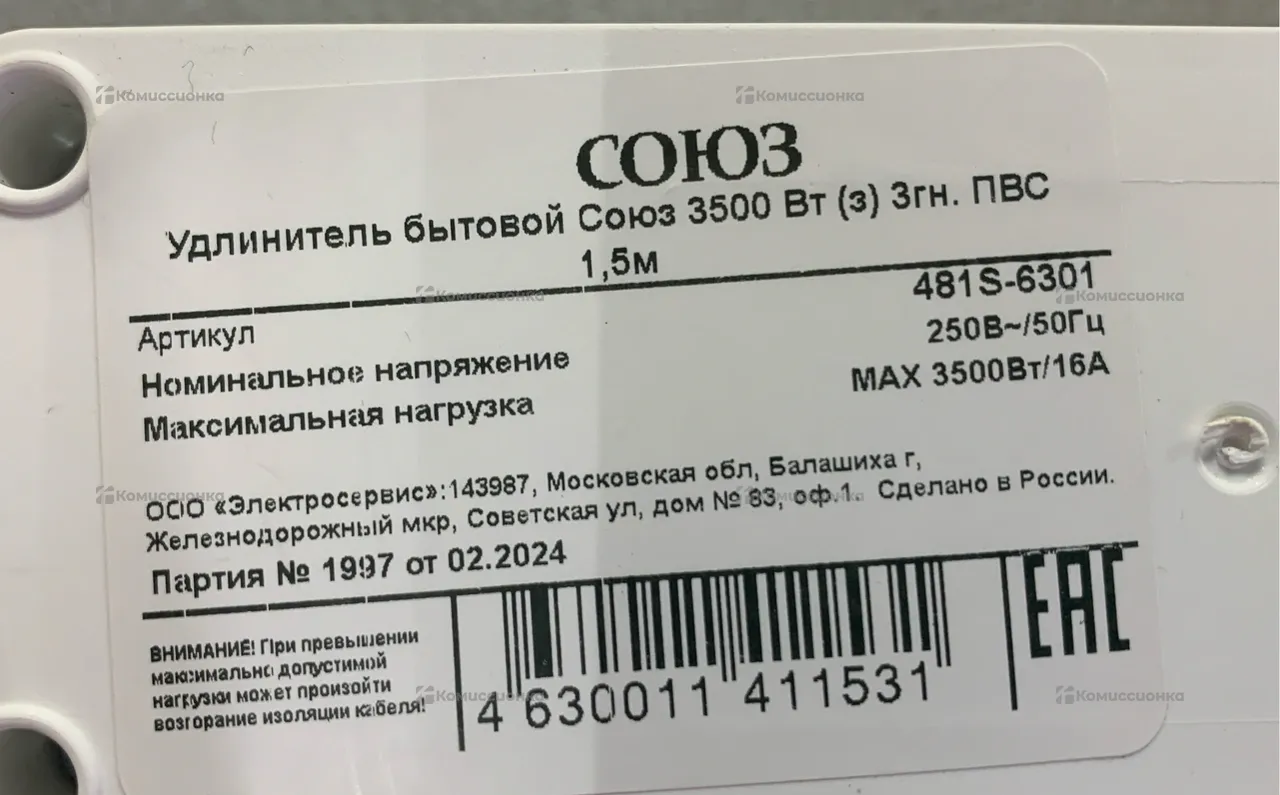 СОЮЗ
Удлинитель бытовой Союз 3500 Вт (з) 3гн. ПВС
1,5м
Артикул 481S-6301
Номинальное напряжение 250В~/50Гц
Максимальная нагрузка MAX 3500Вт/16А
ООО «Электросервис»:143987, Московская обл, Балашиха г,
Железнодорожный мкр, Советская ул, дом № 83, оф.1. Сделано в России.
Партия № 1997 от 02.2024
ВНИМАНИЕ! При превышении
максимально допустимой
нагрузки может произойти
возгорание изоляции кабеля!
4 630011 411531
EAC
Комиссионка
Комиссионка
Комиссионка
Комиссионка
Комиссионка
Комиссионка
Комиссионка
Комиссионка